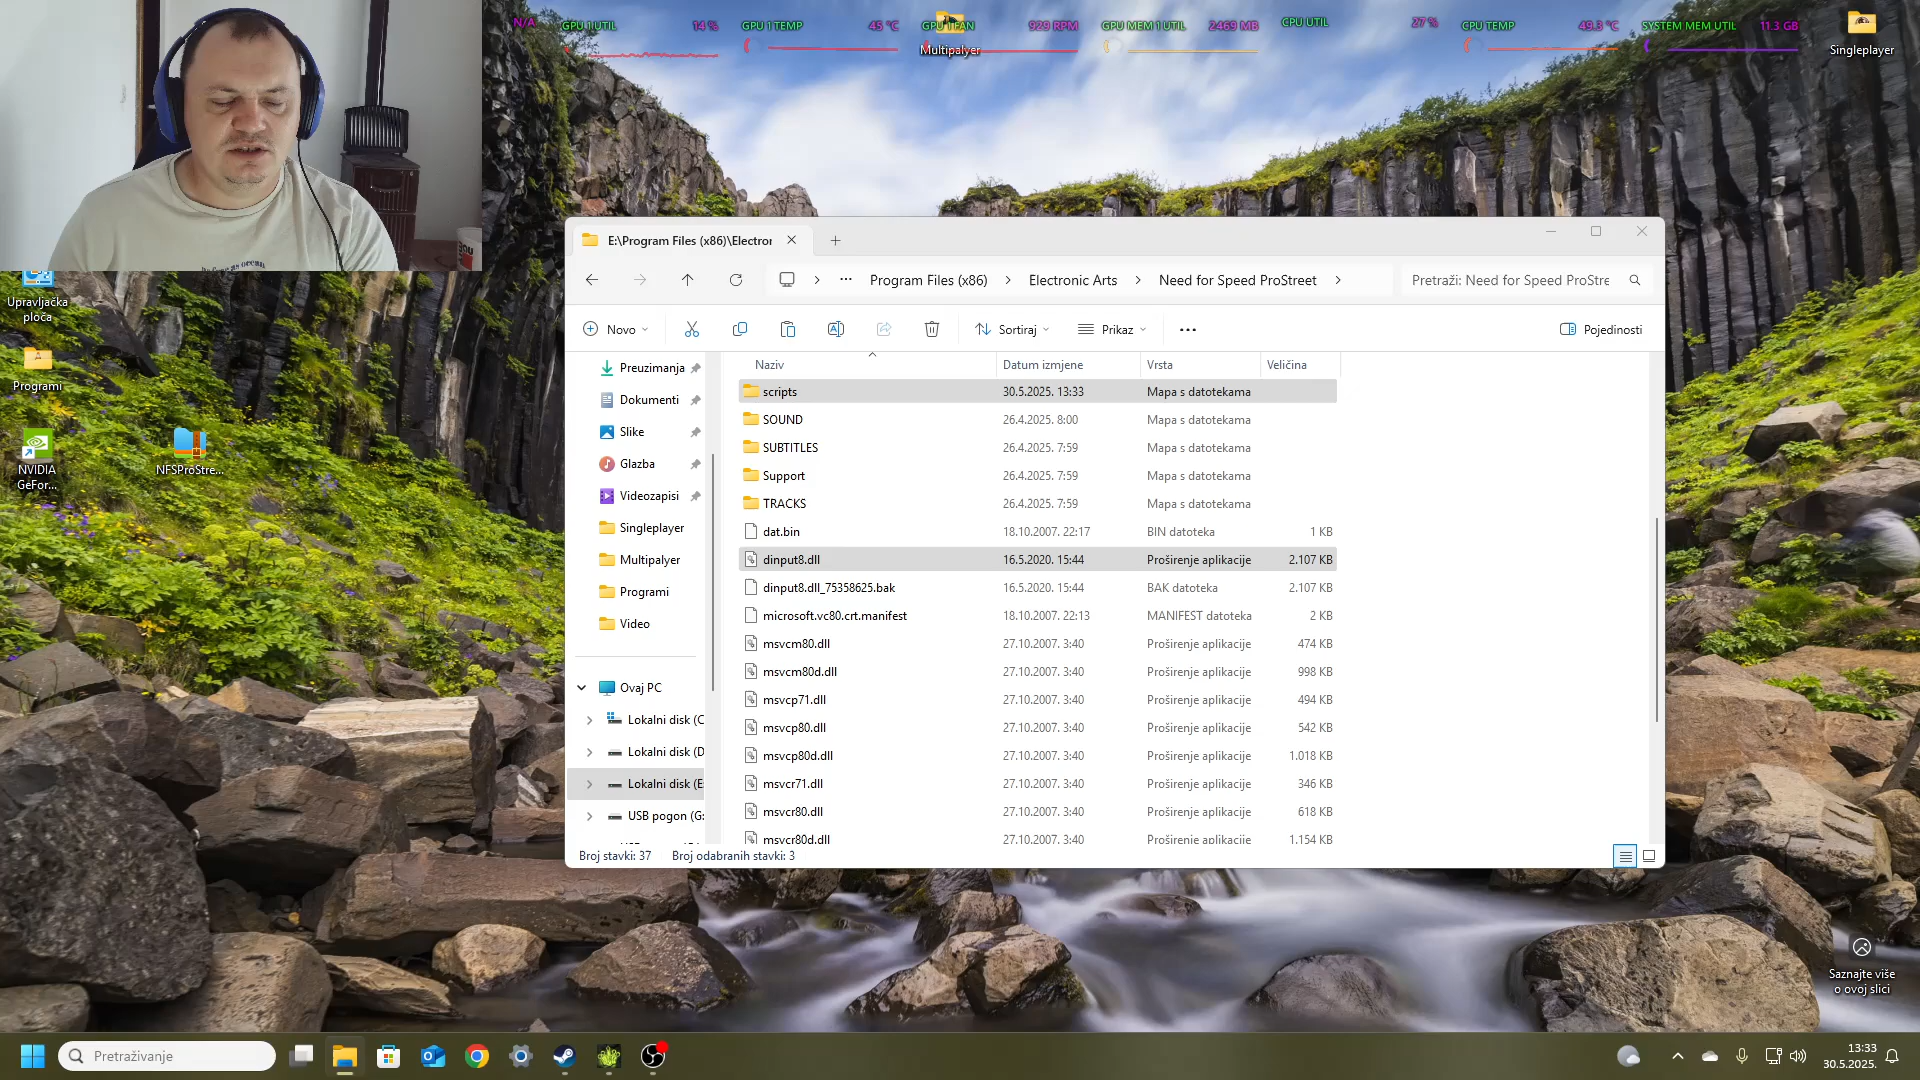 N/A
GPU 1 UTIL 14 %
GPU 1 TEMP 45 °C
GPU 1 FAN 929 RPM
GPU MEM 1 UTIL 2469 MB
CPU UTIL 27 %
CPU TEMP 49.3 °C
SYSTEM MEM UTIL 11.3 GB
Multipalyer
Singleplayer
Upravljačka
ploča
Programi
NVIDIA
GeFor...
NFSProStre...
E:\Program Files (x86)\Electror
Program Files (x86) Electronic Arts Need for Speed ProStreet
Pretraži: Need for Speed ProStre
Novo Sortiraj Prikaz Pojedinosti
Preuzimanja
Dokumenti
Slike
Glazba
Videozapisi
Singleplayer
Multipalyer
Programi
Video
Ovaj PC
Lokalni disk (C
Lokalni disk (D
Lokalni disk (E
USB pogon (G:
Naziv Datum izmjene Vrsta Veličina
scripts 30.5.2025. 13:33 Mapa s datotekama
SOUND 26.4.2025. 8:00 Mapa s datotekama
SUBTITLES 26.4.2025. 7:59 Mapa s datotekama
Support 26.4.2025. 7:59 Mapa s datotekama
TRACKS 26.4.2025. 7:59 Mapa s datotekama
dat.bin 18.10.2007. 22:17 BIN datoteka 1 KB
dinput8.dll 16.5.2020. 15:44 Proširenje aplikacije 2.107 KB
dinput8.dll_75358625.bak 16.5.2020. 15:44 BAK datoteka 2.107 KB
microsoft.vc80.crt.manifest 18.10.2007. 22:13 MANIFEST datoteka 2 KB
msvcm80.dll 27.10.2007. 3:40 Proširenje aplikacije 474 KB
msvcm80d.dll 27.10.2007. 3:40 Proširenje aplikacije 998 KB
msvcp71.dll 27.10.2007. 3:40 Proširenje aplikacije 494 KB
msvcp80.dll 27.10.2007. 3:40 Proširenje aplikacije 542 KB
msvcp80d.dll 27.10.2007. 3:40 Proširenje aplikacije 1.018 KB
msvcr71.dll 27.10.2007. 3:40 Proširenje aplikacije 346 KB
msvcr80.dll 27.10.2007. 3:40 Proširenje aplikacije 618 KB
msvcr80d.dll 27.10.2007. 3:40 Proširenje aplikacije 1.154 KB
Broj stavki: 37 Broj odabranih stavki: 3
Saznajte više
o ovoj slici
Pretraživanje
13:33
30.5.2025.